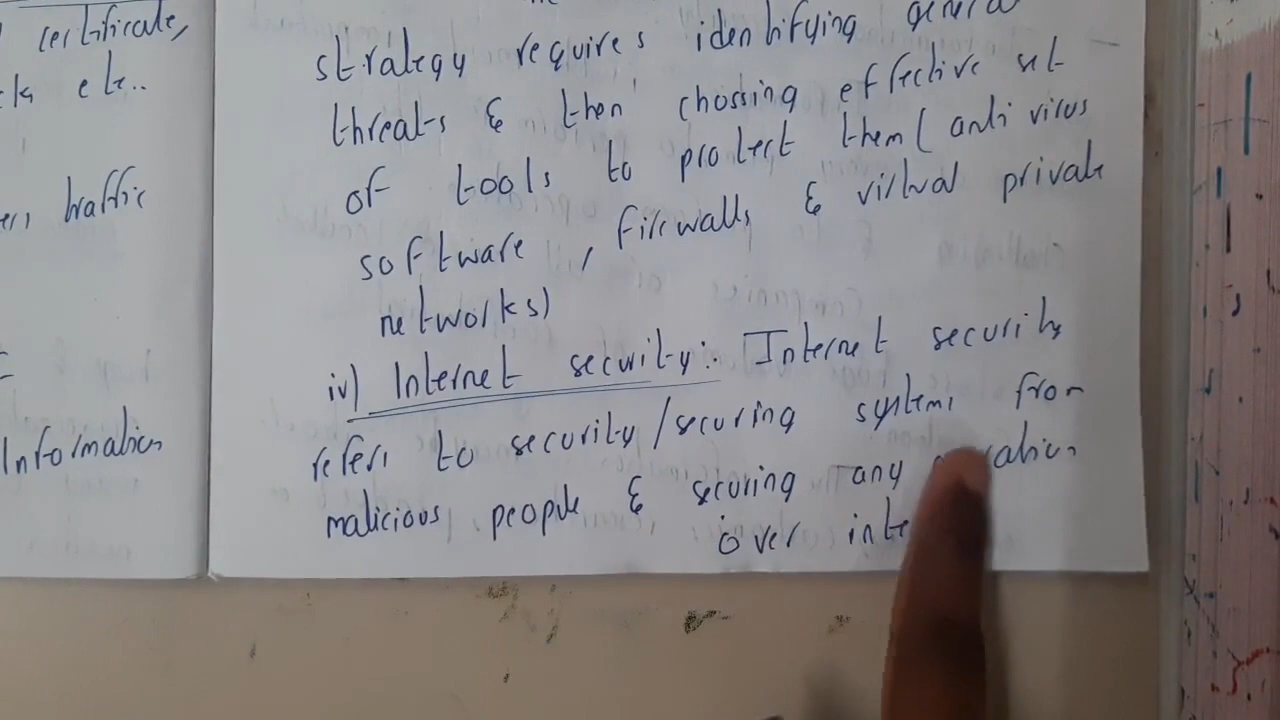 certificate,
etc..
traffic
Information
strategy requires identifying
threats & then chossing effective set
of tools to protect them ( anti virus
software , firewalls & virtual private
networks)
iv) Internet security:- Internet security
refers to security/securing systems from
malicious people & securing any
over